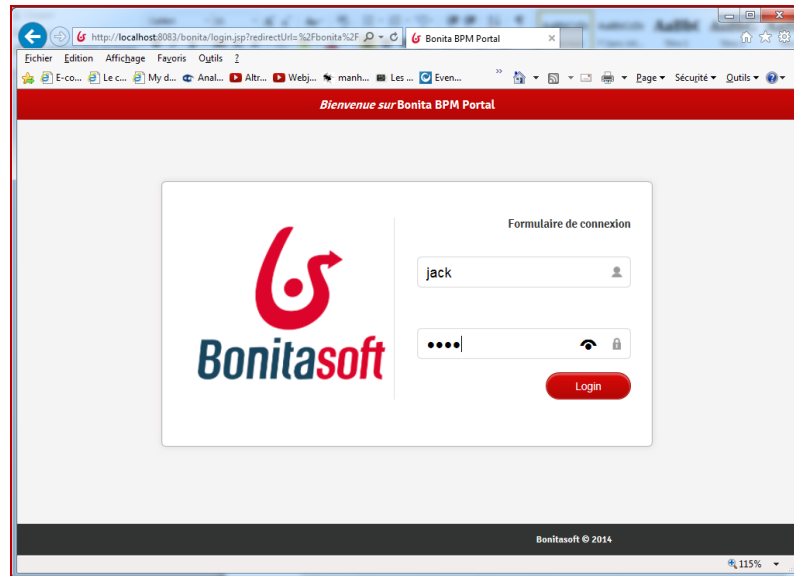 http://localhost:8083/bonita/login.jsp?redirectUrl=%2Fbonita%2F
Bonita BPM Portal
Fichier Edition Affichage Favoris Outils ?
E-co... Le c... My d... Anal... Altr... Webj... manh... Les ... Even... » Page Sécurité Outils
Bienvenue sur Bonita BPM Portal
Formulaire de connexion
jack
Bonitasoft
Login
Bonitasoft © 2014
115%